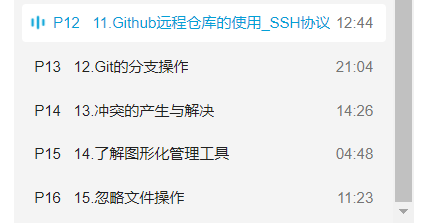 P12 11.Github远程仓库的使用_SSH协议 12:44
P13 12.Git的分支操作 21:04
P14 13.冲突的产生与解决 14:26
P15 14.了解图形化管理工具 04:48
P16 15.忽略文件操作 11:23